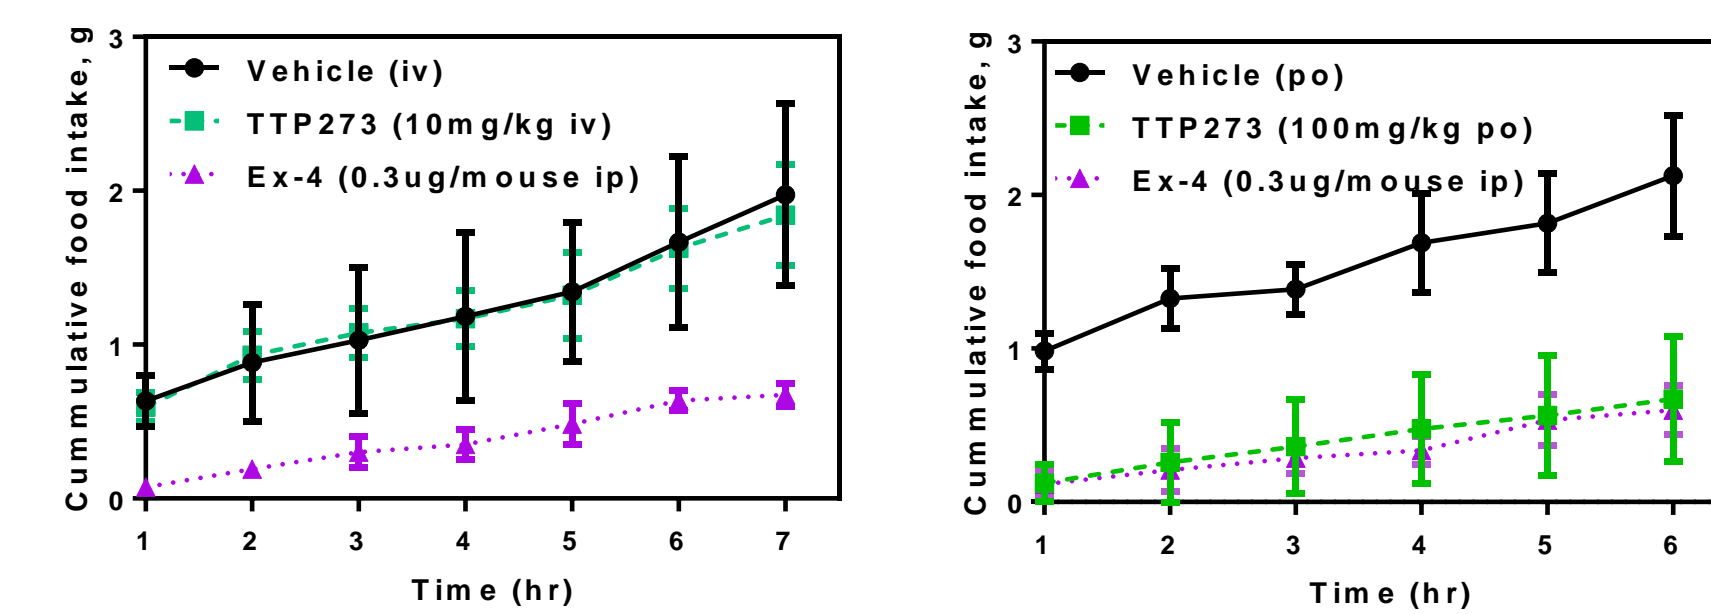 Cummulative food intake, g
3
2
1
0
Vehicle (iv)
TTP273 (10mg/kg iv)
Ex-4 (0.3ug/mouse ip)
1 2 3 4 5 6 7
Time (hr)
Cummulative food intake, g
3
2
1
0
Vehicle (po)
TTP273 (100mg/kg po)
Ex-4 (0.3ug/mouse ip)
1 2 3 4 5 6
Time (hr)